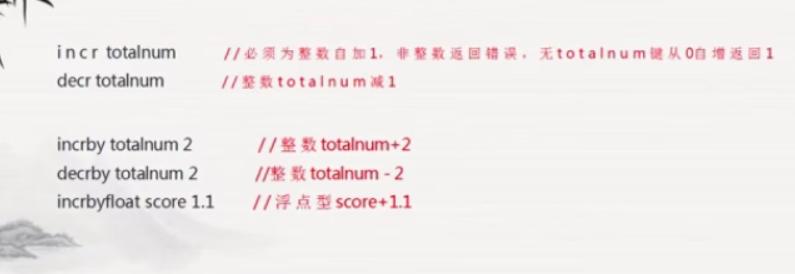 incr totalnum //必须为整数自加1，非整数返回错误，无totalnum键从0自增返回1
decr totalnum //整数totalnum减1
incrby totalnum 2 //整数totalnum+2
decrby totalnum 2 //整数totalnum - 2
incrbyfloat score 1.1 //浮点型score+1.1